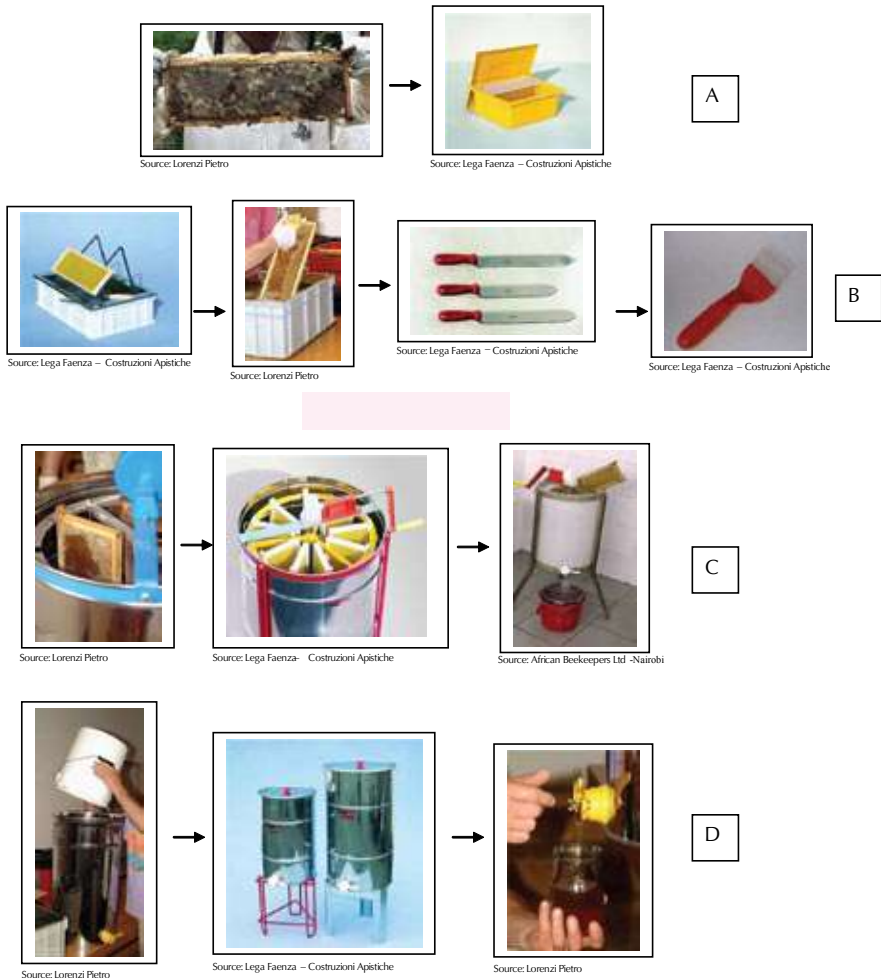 A
Source: Lorenzi Pietro
Source: Lega Faenza – Costruzioni Apistiche
B
Source: Lega Faenza – Costruzioni Apistiche
Source: Lorenzi Pietro
Source: Lega Faenza – Costruzioni Apistiche
Source: Lega Faenza – Costruzioni Apistiche
C
Source: Lorenzi Pietro
Source: Lega Faenza- Costruzioni Apistiche
Source: African Beekeepers Ltd -Nairobi
D
Source: Lorenzi Pietro
Source: Lega Faenza – Costruzioni Apistiche
Source: Lorenzi Pietro